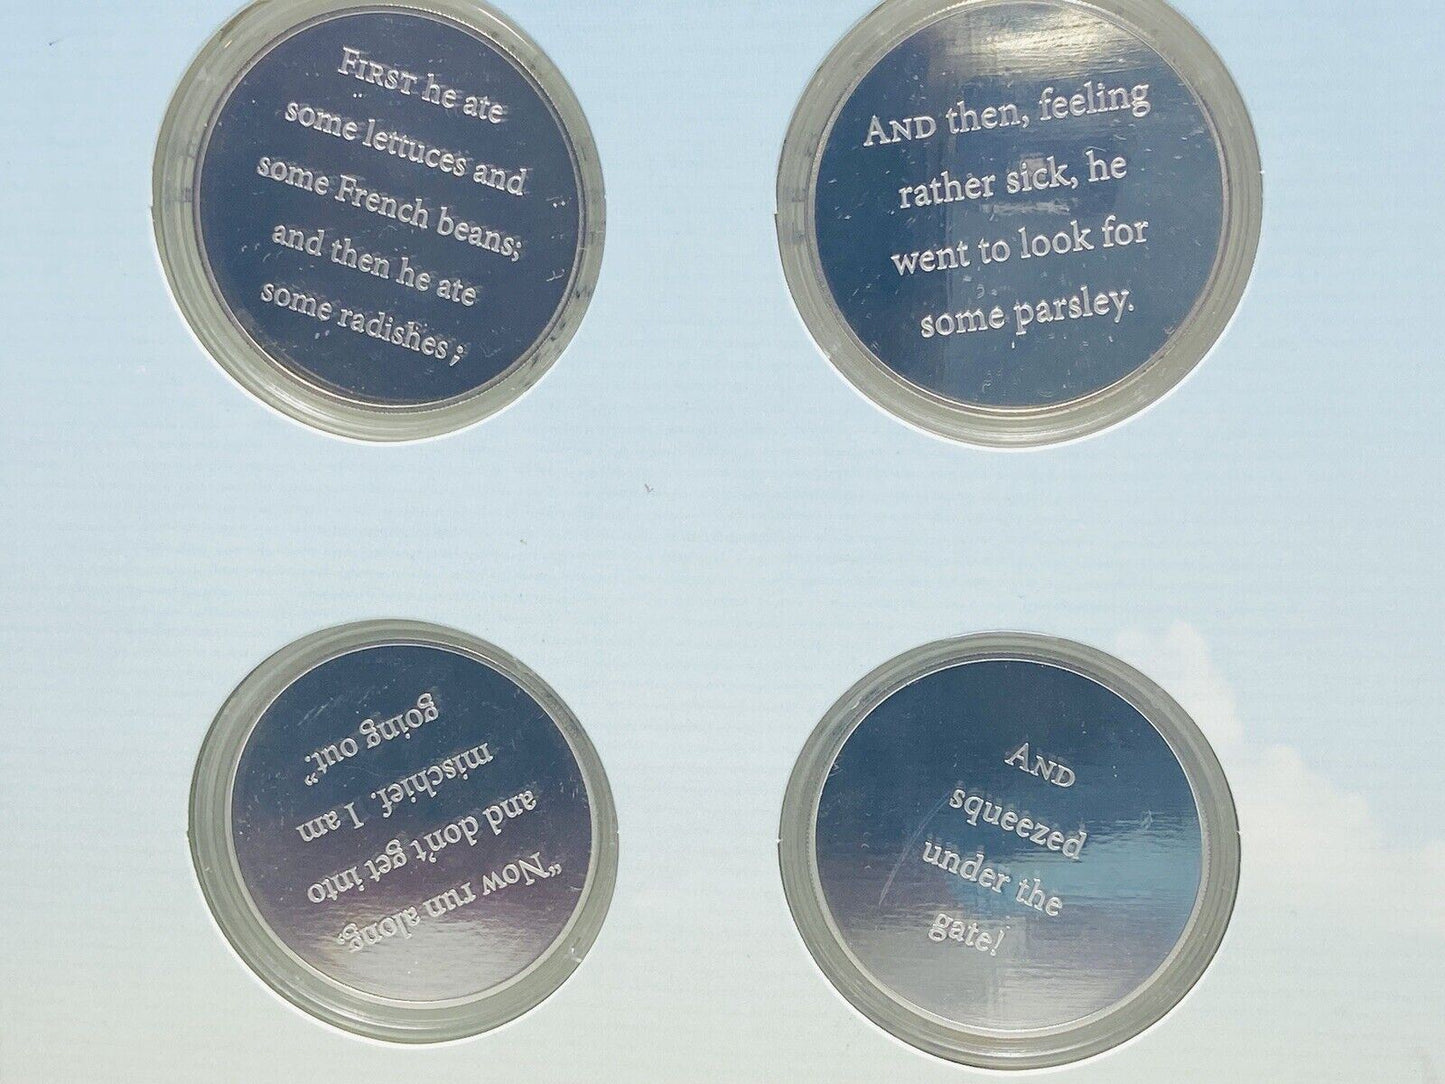 FIRST he ate
some lettuces and
some French beans;
and then he ate
some radishes;
AND then, feeling
rather sick, he
went to look for
some parsley.
“Now run along,
and don't get into
mischief. I am
going out.”
AND
squeezed
under the
gate!